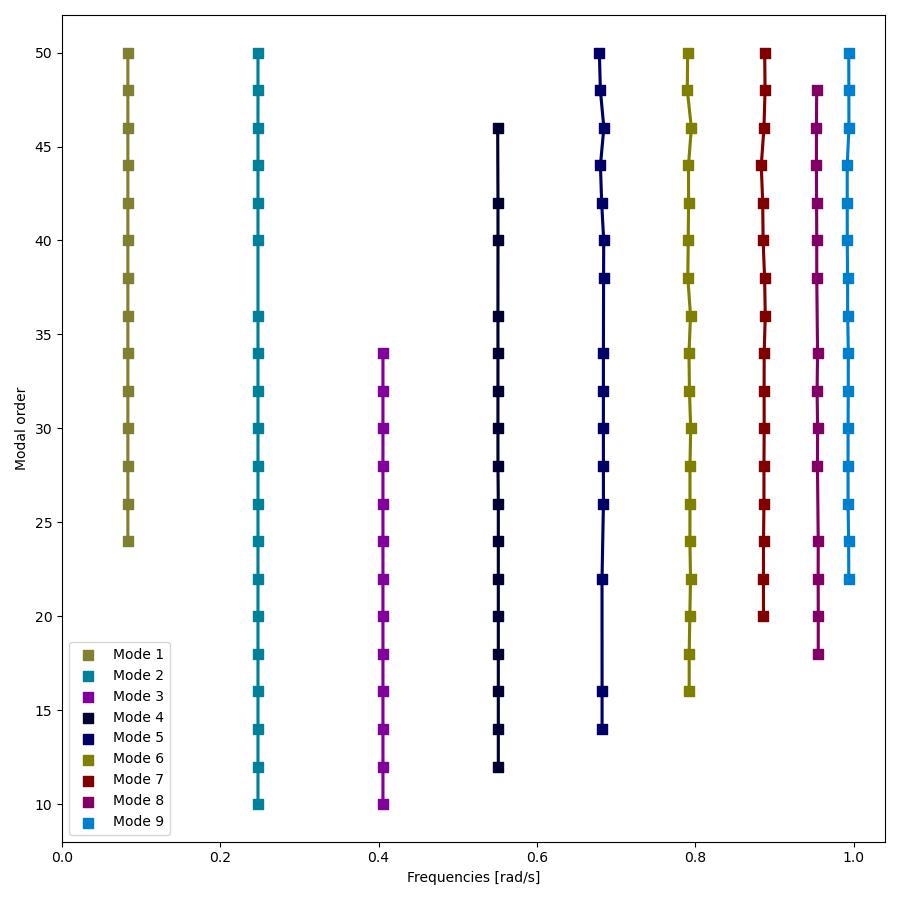 50
45
40
35
30
25
20
15
10
Modal order
Mode 1
Mode 2
Mode 3
Mode 4
Mode 5
Mode 6
Mode 7
Mode 8
Mode 9
0.0 0.2 0.4 0.6 0.8 1.0
Frequencies [rad/s]